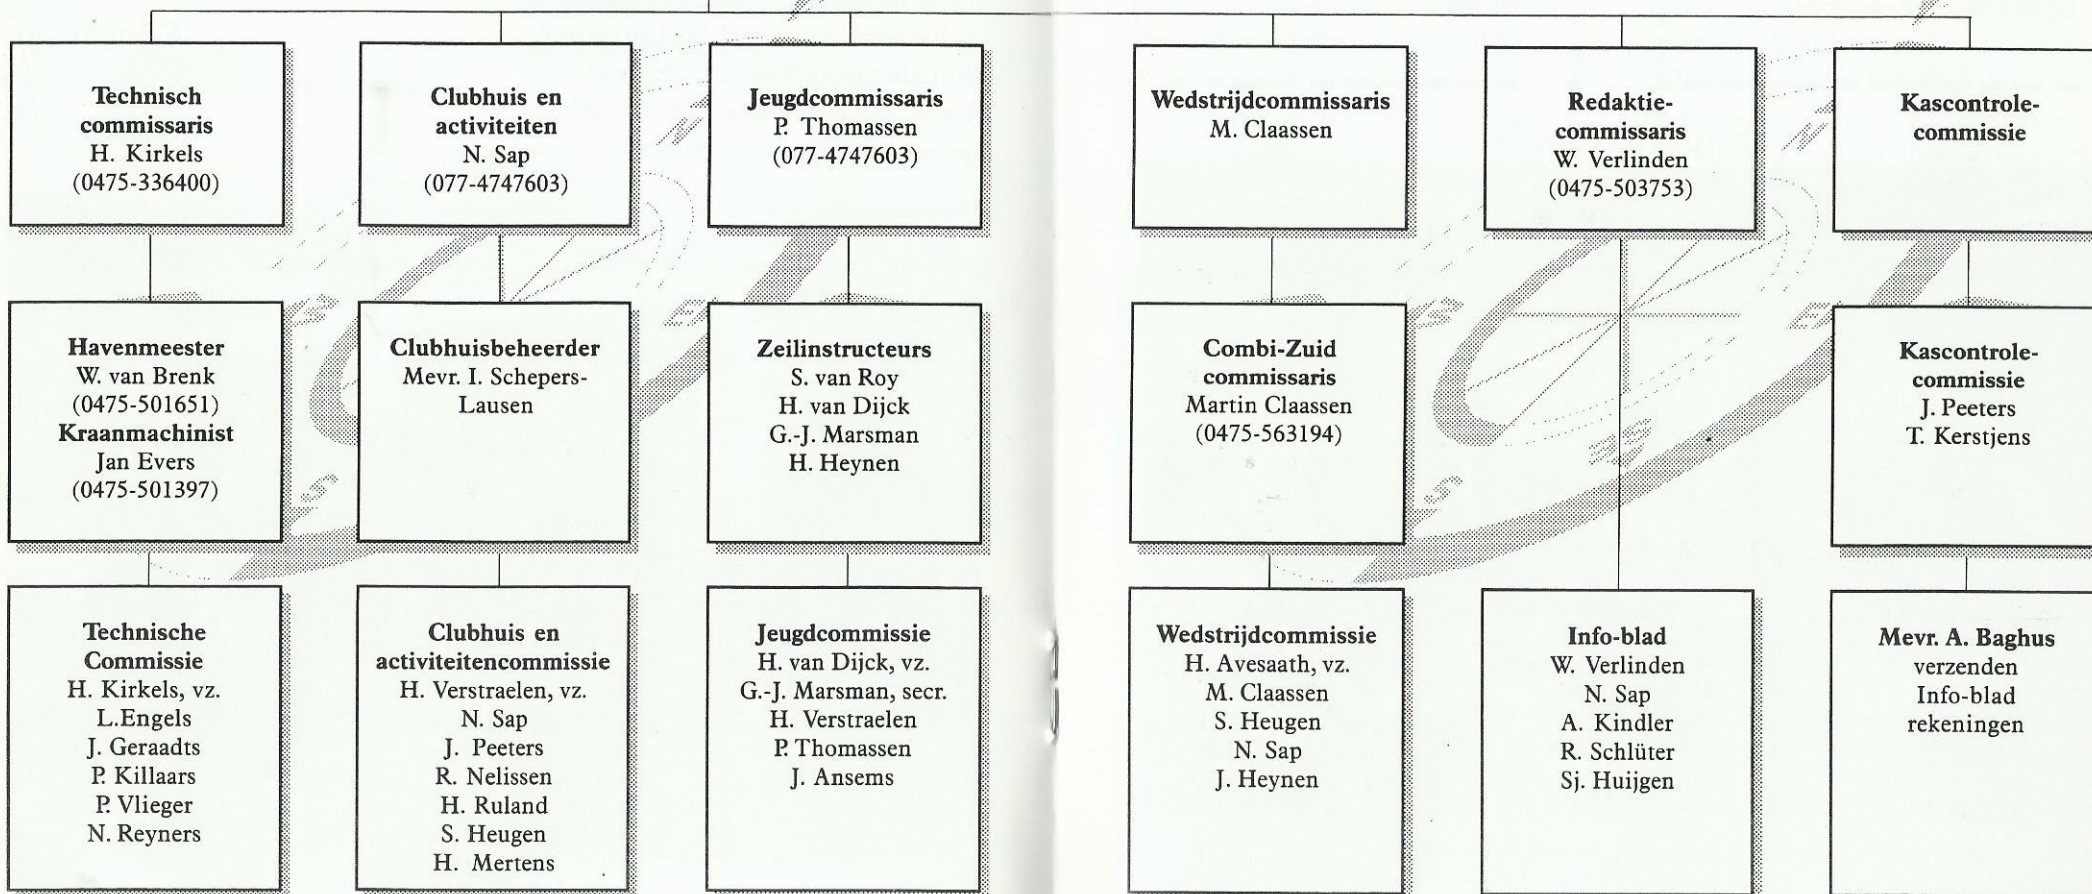 Technisch
commissaris
H. Kirkels
(0475-336400)
Clubhuis en
activiteiten
N. Sap
(077-4747603)
Jeugdcommissaris
P. Thomassen
(077-4747603)
Wedstrijdcommissaris
M. Claassen
Redaktie-
commissaris
W. Verlinden
(0475-503753)
Kascontrole-
commissie
Havenmeester
W. van Brenk
(0475-501651)
Kraanmachinist
Jan Evers
(0475-501397)
Clubhuisbeheerder
Mevr. I. Schepers-
Lausen
Zeilinstructeurs
S. van Roy
H. van Dijck
G.-J. Marsman
H. Heynen
Combi-Zuid
commissaris
Martin Claassen
(0475-563194)
Kascontrole-
commissie
J. Peeters
T. Kerstjens
Technische
Commissie
H. Kirkels, vz.
L.Engels
J. Geraadts
P. Killaars
P. Vlieger
N. Reyners
Clubhuis en
activiteitencommissie
H. Verstraelen, vz.
N. Sap
J. Peeters
R. Nelissen
H. Ruland
S. Heugen
H. Mertens
Jeugdcommissie
H. van Dijck, vz.
G.-J. Marsman, secr.
H. Verstraelen
P. Thomassen
J. Ansems
Wedstrijdcommissie
H. Avesaath, vz.
M. Claassen
S. Heugen
N. Sap
J. Heynen
Info-blad
W. Verlinden
N. Sap
A. Kindler
R. Schlüter
Sj. Huijgen
Mevr. A. Baghus
verzenden
Info-blad
rekeningen